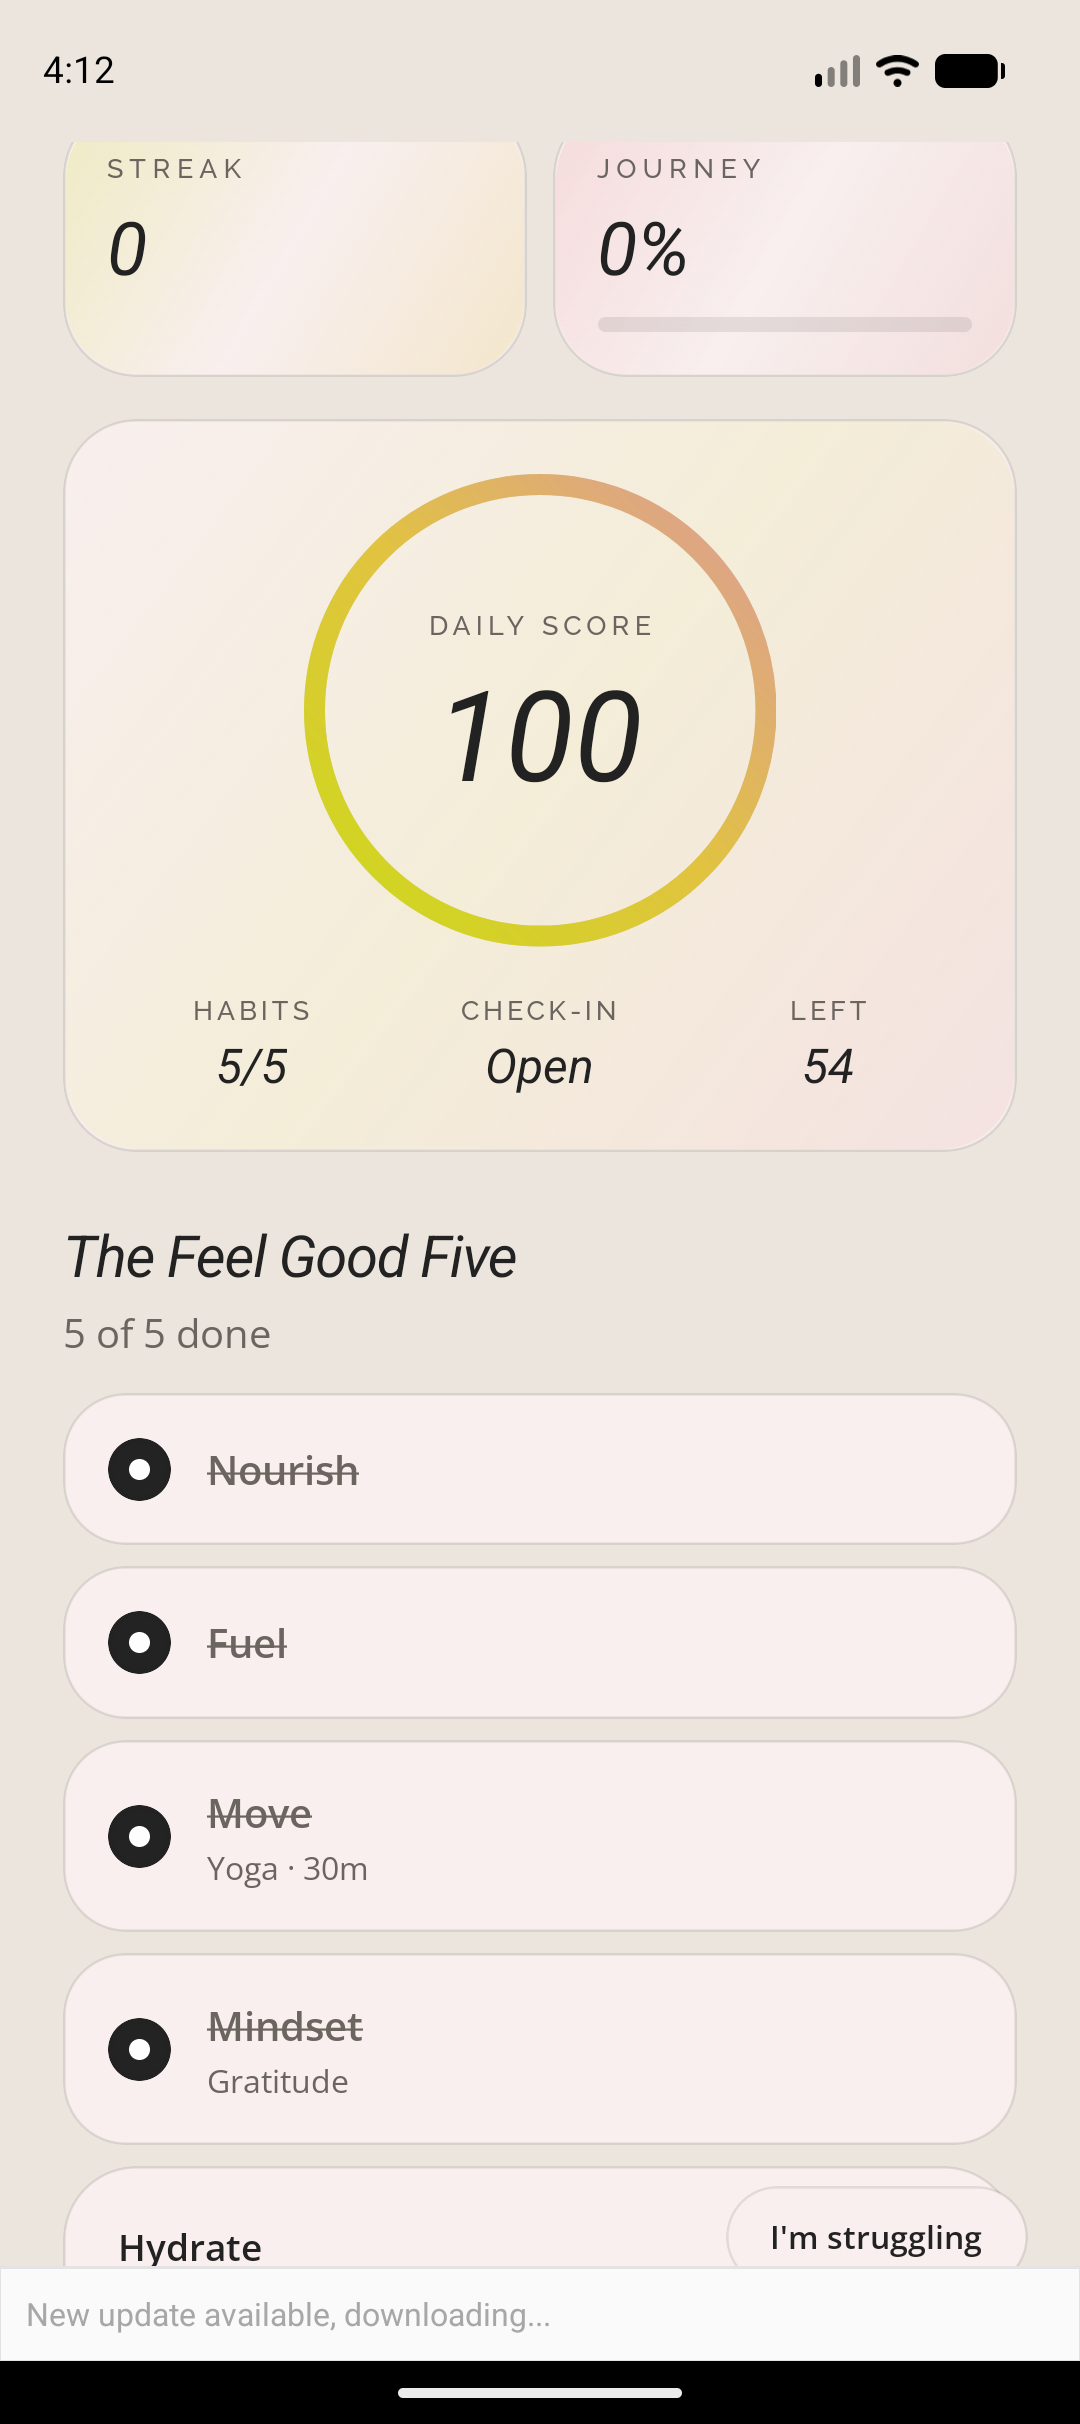 4:12
STREAK
0
JOURNEY
0%
DAILY SCORE
100
HABITS
5/5
CHECK-IN
Open
LEFT
54
The Feel Good Five
5 of 5 done
Nourish
Fuel
Move
Yoga · 30m
Mindset
Gratitude
Hydrate
I'm struggling
New update available, downloading...